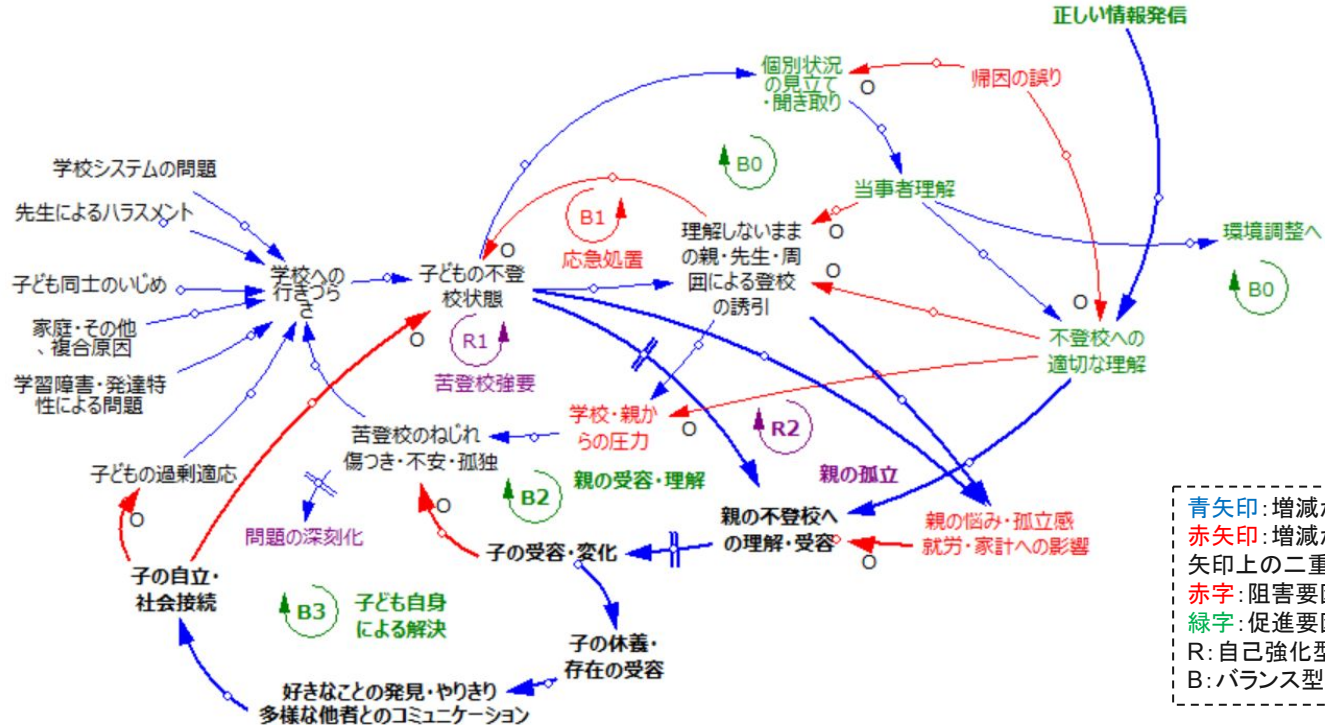 正しい情報発信
個別状況
の見立て
・聞き取り
帰因の誤り
O
O
B0
学校システムの問題
先生によるハラスメント
子ども同士のいじめ
家庭・その他
、複合原因
学習障害・発達特
性による問題
学校への
行きづら
さ
子どもの不登
校状態
O
O
B1
応急処置
R1
苦登校強要
理解しないまま
の親・先生・周
囲による登校
の誘引
O
O
当事者理解
環境調整へ
B0
不登校への
適切な理解
学校・親か
らの圧力
O
R2
親の孤立
苦登校のねじれ
傷つき・不安・孤独
O
B2
親の受容・理解
子どもの過剰適応
O
問題の深刻化
親の不登校へ
の理解・受容
親の悩み・孤立感
就労・家計への影響
O
子の受容・変化
子の自立・
社会接続
B3
子ども自身
による解決
子の休養・
存在の受容
好きなことの発見・やりきり
多様な他者とのコミュニケーション
青矢印:増減が
赤矢印:増減が
矢印上の二重
赤字:阻害要因
緑字:促進要因
R:自己強化型
B:バランス型